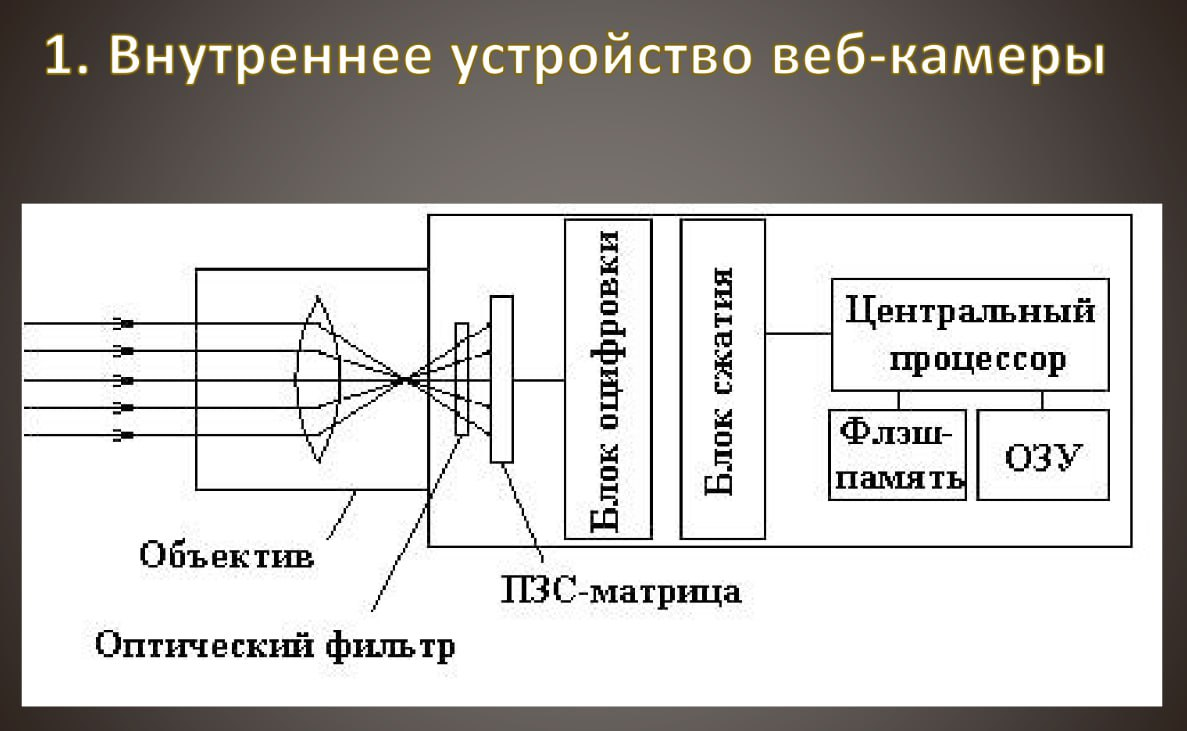 1. Внутреннее устройство веб-камеры
Блок оцифровки
Блок сжатия
Центральный
процессор
Флэш-
память
ОЗУ
Объектив
ПЗС-матрица
Оптический фильтр